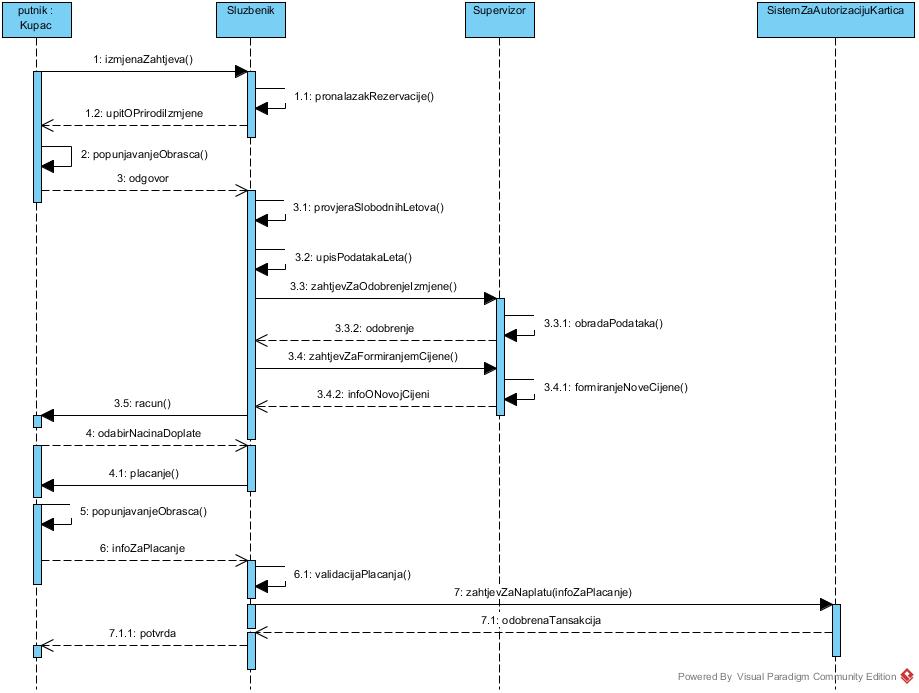 putnik :
Kupac
Sluzbenik
Supervizor
SistemZaAutorizacijuKartica
1: izmjenaZahtjeva()
1.1: pronalazakRezervacije()
1.2: upitOPrirodiIzmjene
2: popunjavanjeObrasca()
3: odgovor
3.1: provjeraSlobodnihLetova()
3.2: upisPodatakaLeta()
3.3: zahtjevZaOdobrenjeIzmjene()
3.3.1: obradaPodataka()
3.3.2: odobrenje
3.4: zahtjevZaFormiranjemCijene()
3.4.1: formiranjeNoveCijene()
3.4.2: infoONovojCijeni
3.5: racun()
4: odabirNacinaDoplate
4.1: placanje()
5: popunjavanjeObrasca()
6: infoZaPlacanje
6.1: validacijaPlacanja()
7: zahtjevZaNaplatu(infoZaPlacanje)
7.1: odobrenaTansakcija
7.1.1: potvrda
Powered By Visual Paradigm Community Edition